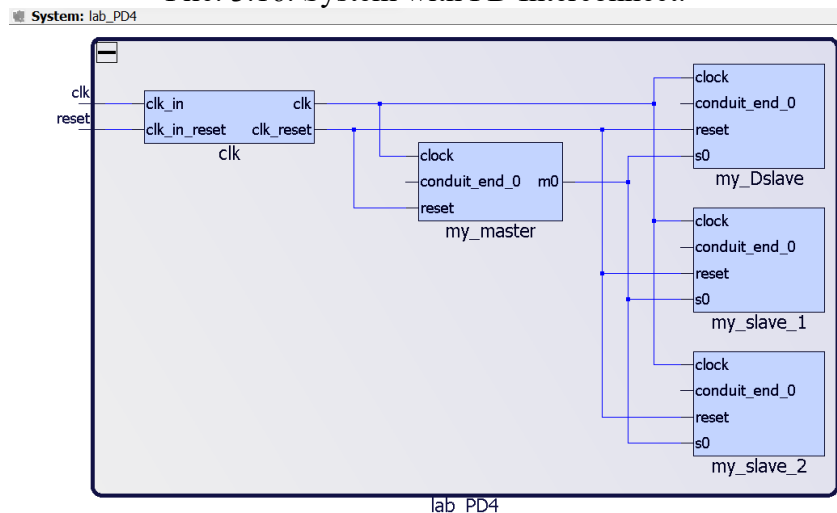 System: lab_PD4
clk
reset
clk_in clk
clk_in_reset clk_reset
clk
clock
conduit_end_0 m0
reset
my_master
clock
conduit_end_0
reset
s0
my_Dslave
clock
conduit_end_0
reset
s0
my_slave_1
clock
conduit_end_0
reset
s0
my_slave_2
lab_PD4